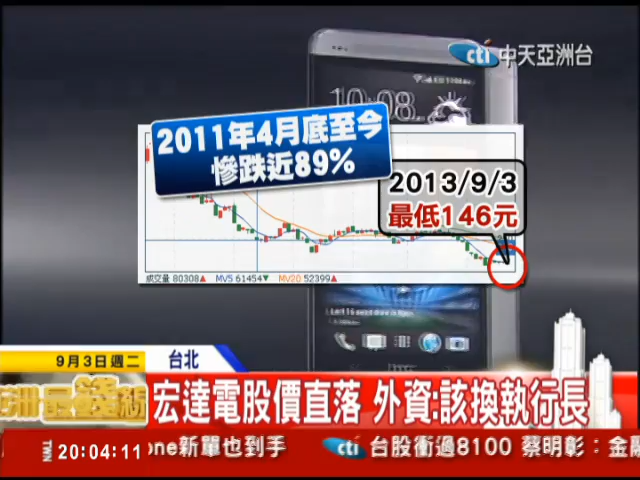 cti 中天亞洲台
10:08
2011年4月底至今
慘跌近89%
2013/9/3
最低146元
成交量 80308▲ MV5 61454▼ MV20 52399▲
9月3日週二
台北
宏達電股價直落 外資:該換執行長
TWN 20:04:11 one新單也到手 cti 台股衝過8100 蔡明彰：金融